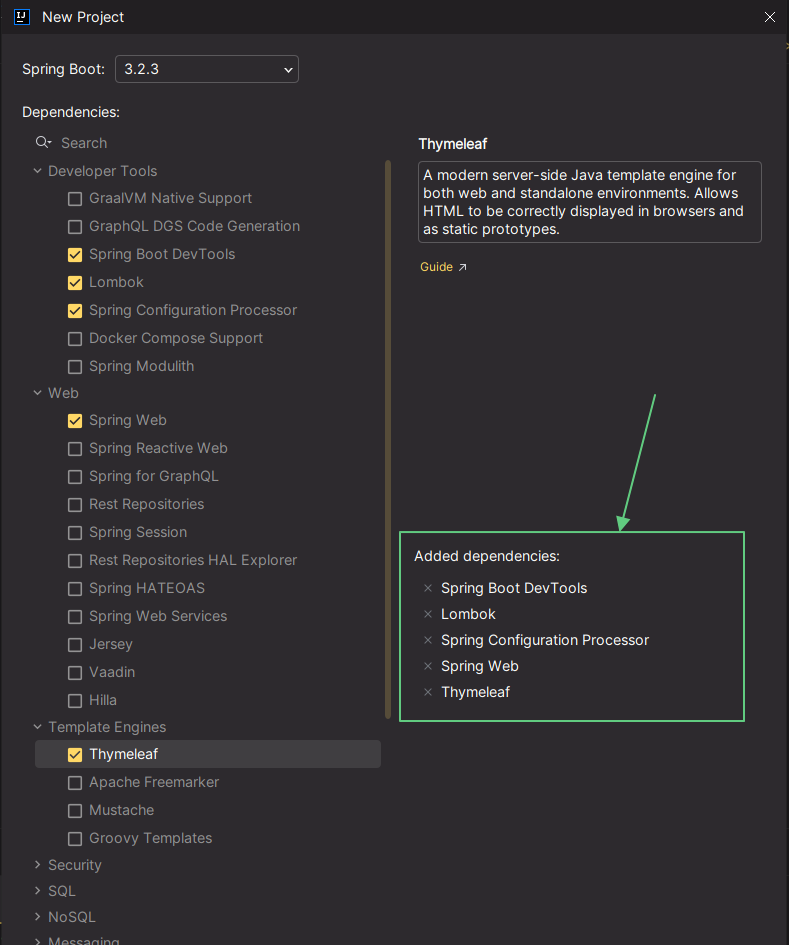 New Project
Spring Boot: 3.2.3
Dependencies:
Search
Developer Tools
GraalVM Native Support
GraphQL DGS Code Generation
Spring Boot DevTools
Lombok
Spring Configuration Processor
Docker Compose Support
Spring Modulith
Web
Spring Web
Spring Reactive Web
Spring for GraphQL
Rest Repositories
Spring Session
Rest Repositories HAL Explorer
Spring HATEOAS
Spring Web Services
Jersey
Vaadin
Hilla
Template Engines
Thymeleaf
Apache Freemarker
Mustache
Groovy Templates
Security
SQL
NoSQL
Messaging
Thymeleaf
A modern server-side Java template engine for
both web and standalone environments. Allows
HTML to be correctly displayed in browsers and
as static prototypes.
Guide ↗
Added dependencies:
× Spring Boot DevTools
× Lombok
× Spring Configuration Processor
× Spring Web
× Thymeleaf